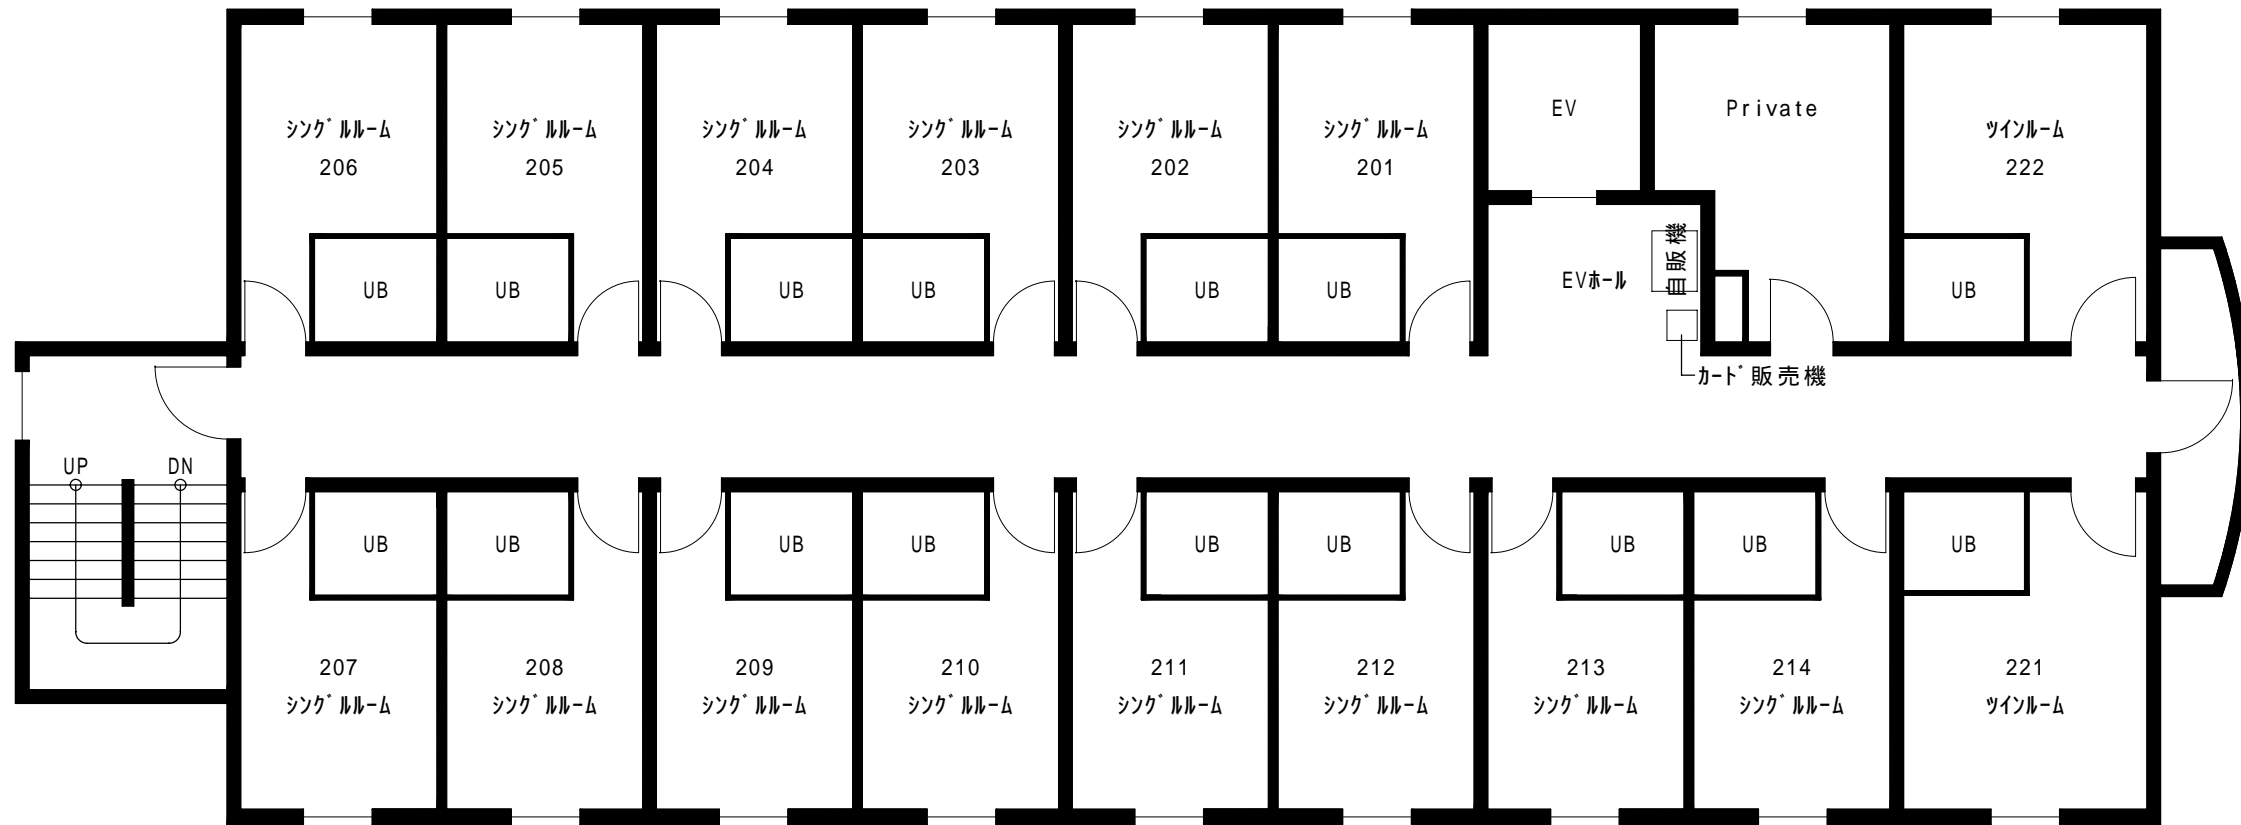 シングルルーム
206
シングルルーム
205
シングルルーム
204
シングルルーム
203
シングルルーム
202
シングルルーム
201
EV
Private
ツインルーム
222
UB
UB
UB
UB
UB
UB
EVホール
自販機
UB
カード販売機
UP
DN
UB
UB
UB
UB
UB
UB
UB
UB
UB
207
シングルルーム
208
シングルルーム
209
シングルルーム
210
シングルルーム
211
シングルルーム
212
シングルルーム
213
シングルルーム
214
シングルルーム
221
ツインルーム